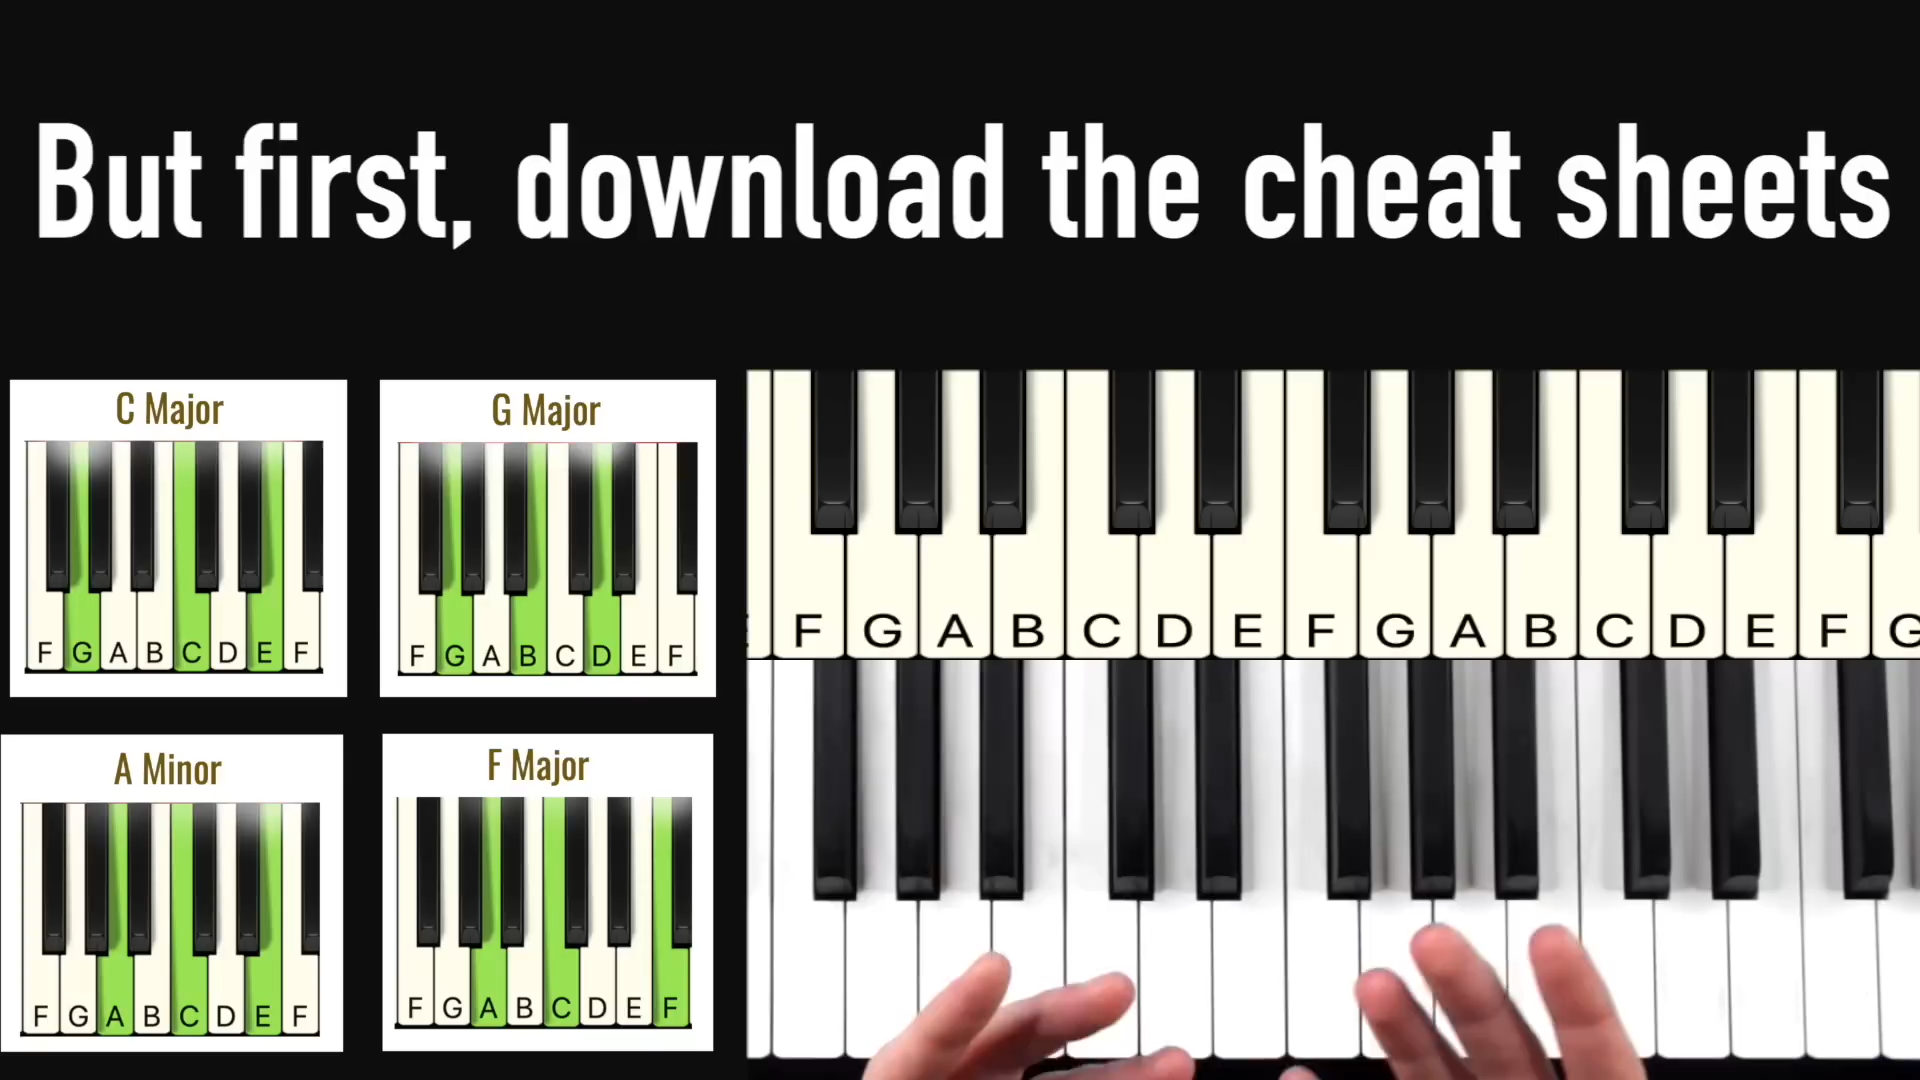 But first, download the cheat sheets
C Major
F G A B C D E F
G Major
F G A B C D E F
A Minor
F G A B C D E F
F Major
F G A B C D E F
F G A B C D E F G A B C D E F G